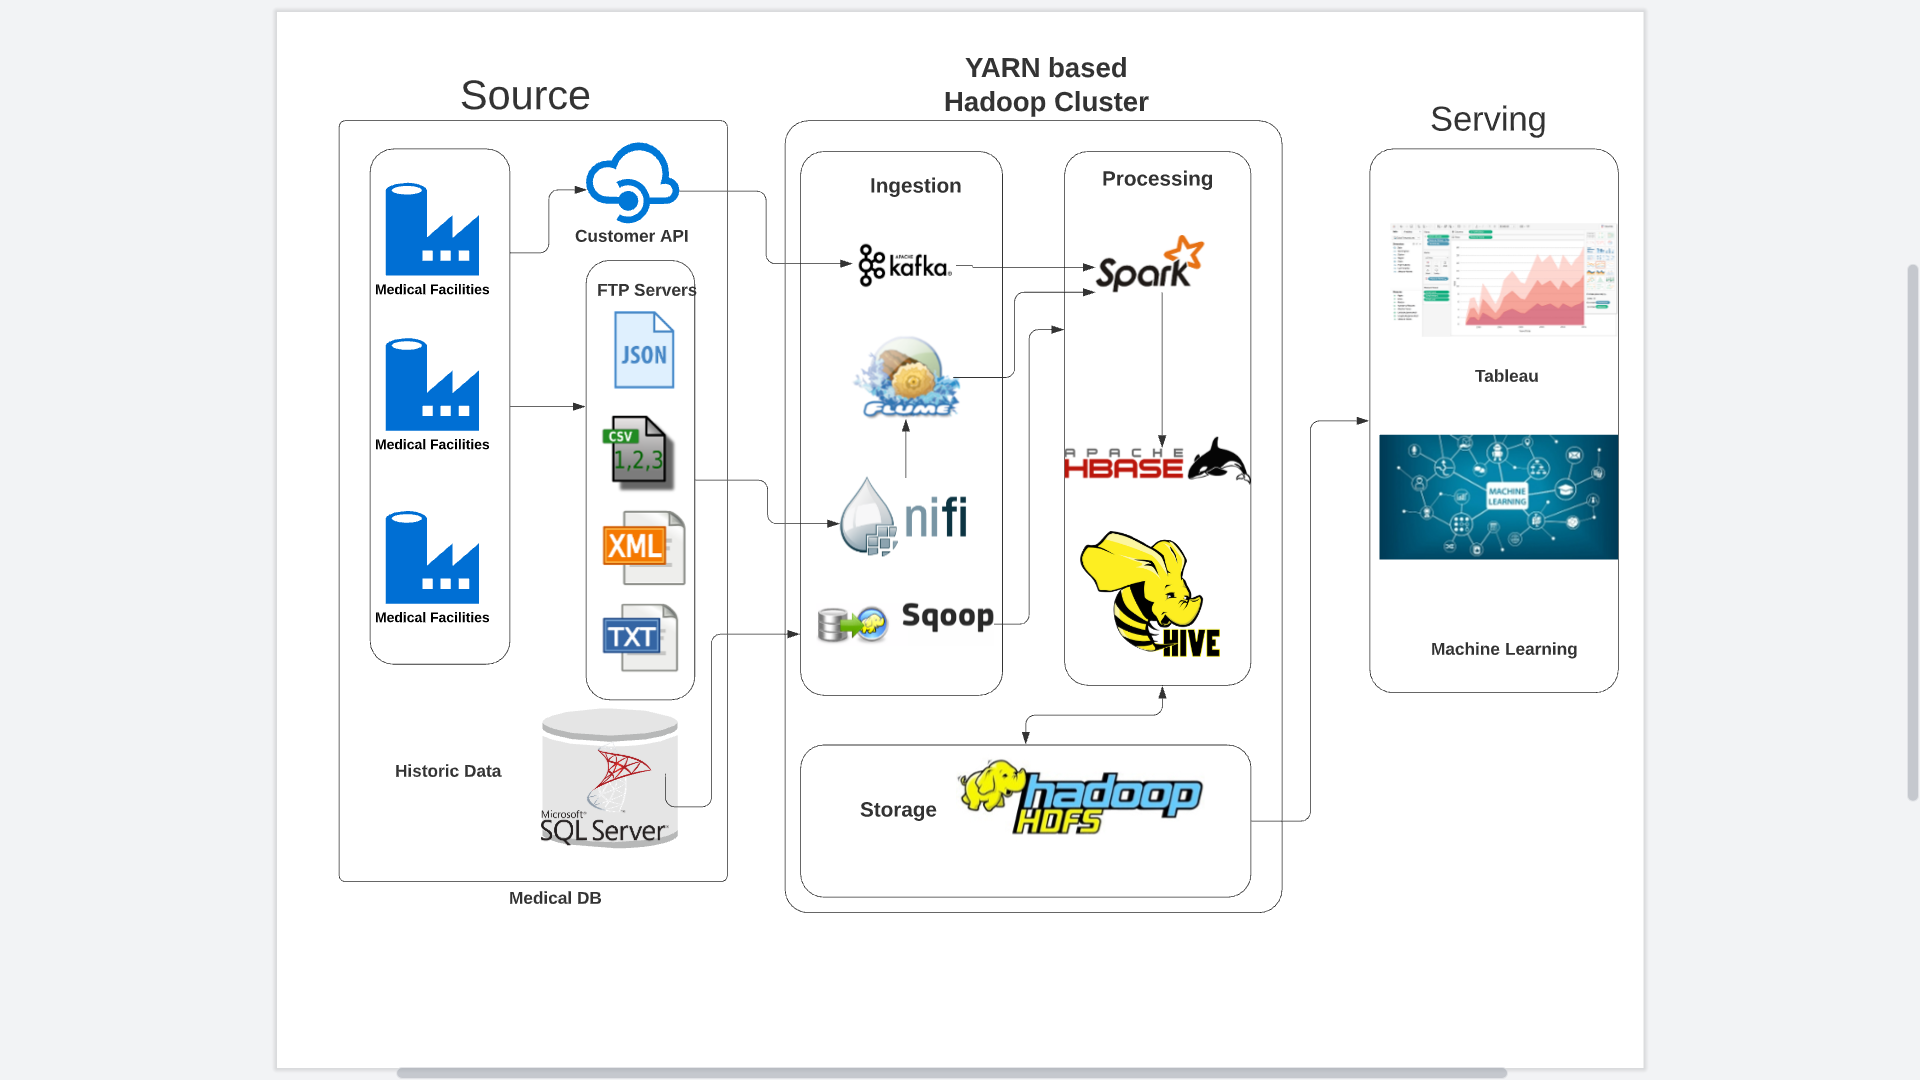 YARN based
Hadoop Cluster
Source
Serving
Ingestion
Processing
Customer API
Medical Facilities
FTP Servers
JSON
APACHE
kafka
Spark
Tableau
Medical Facilities
CSV
1,2,3
FLUME
APACHE
HBASE
MACHINE
LEARNING
XML
nifi
Medical Facilities
TXT
Sqoop
HIVE
Machine Learning
Historic Data
Microsoft
SQL Server
Storage
hadoop
HDFS
Medical DB